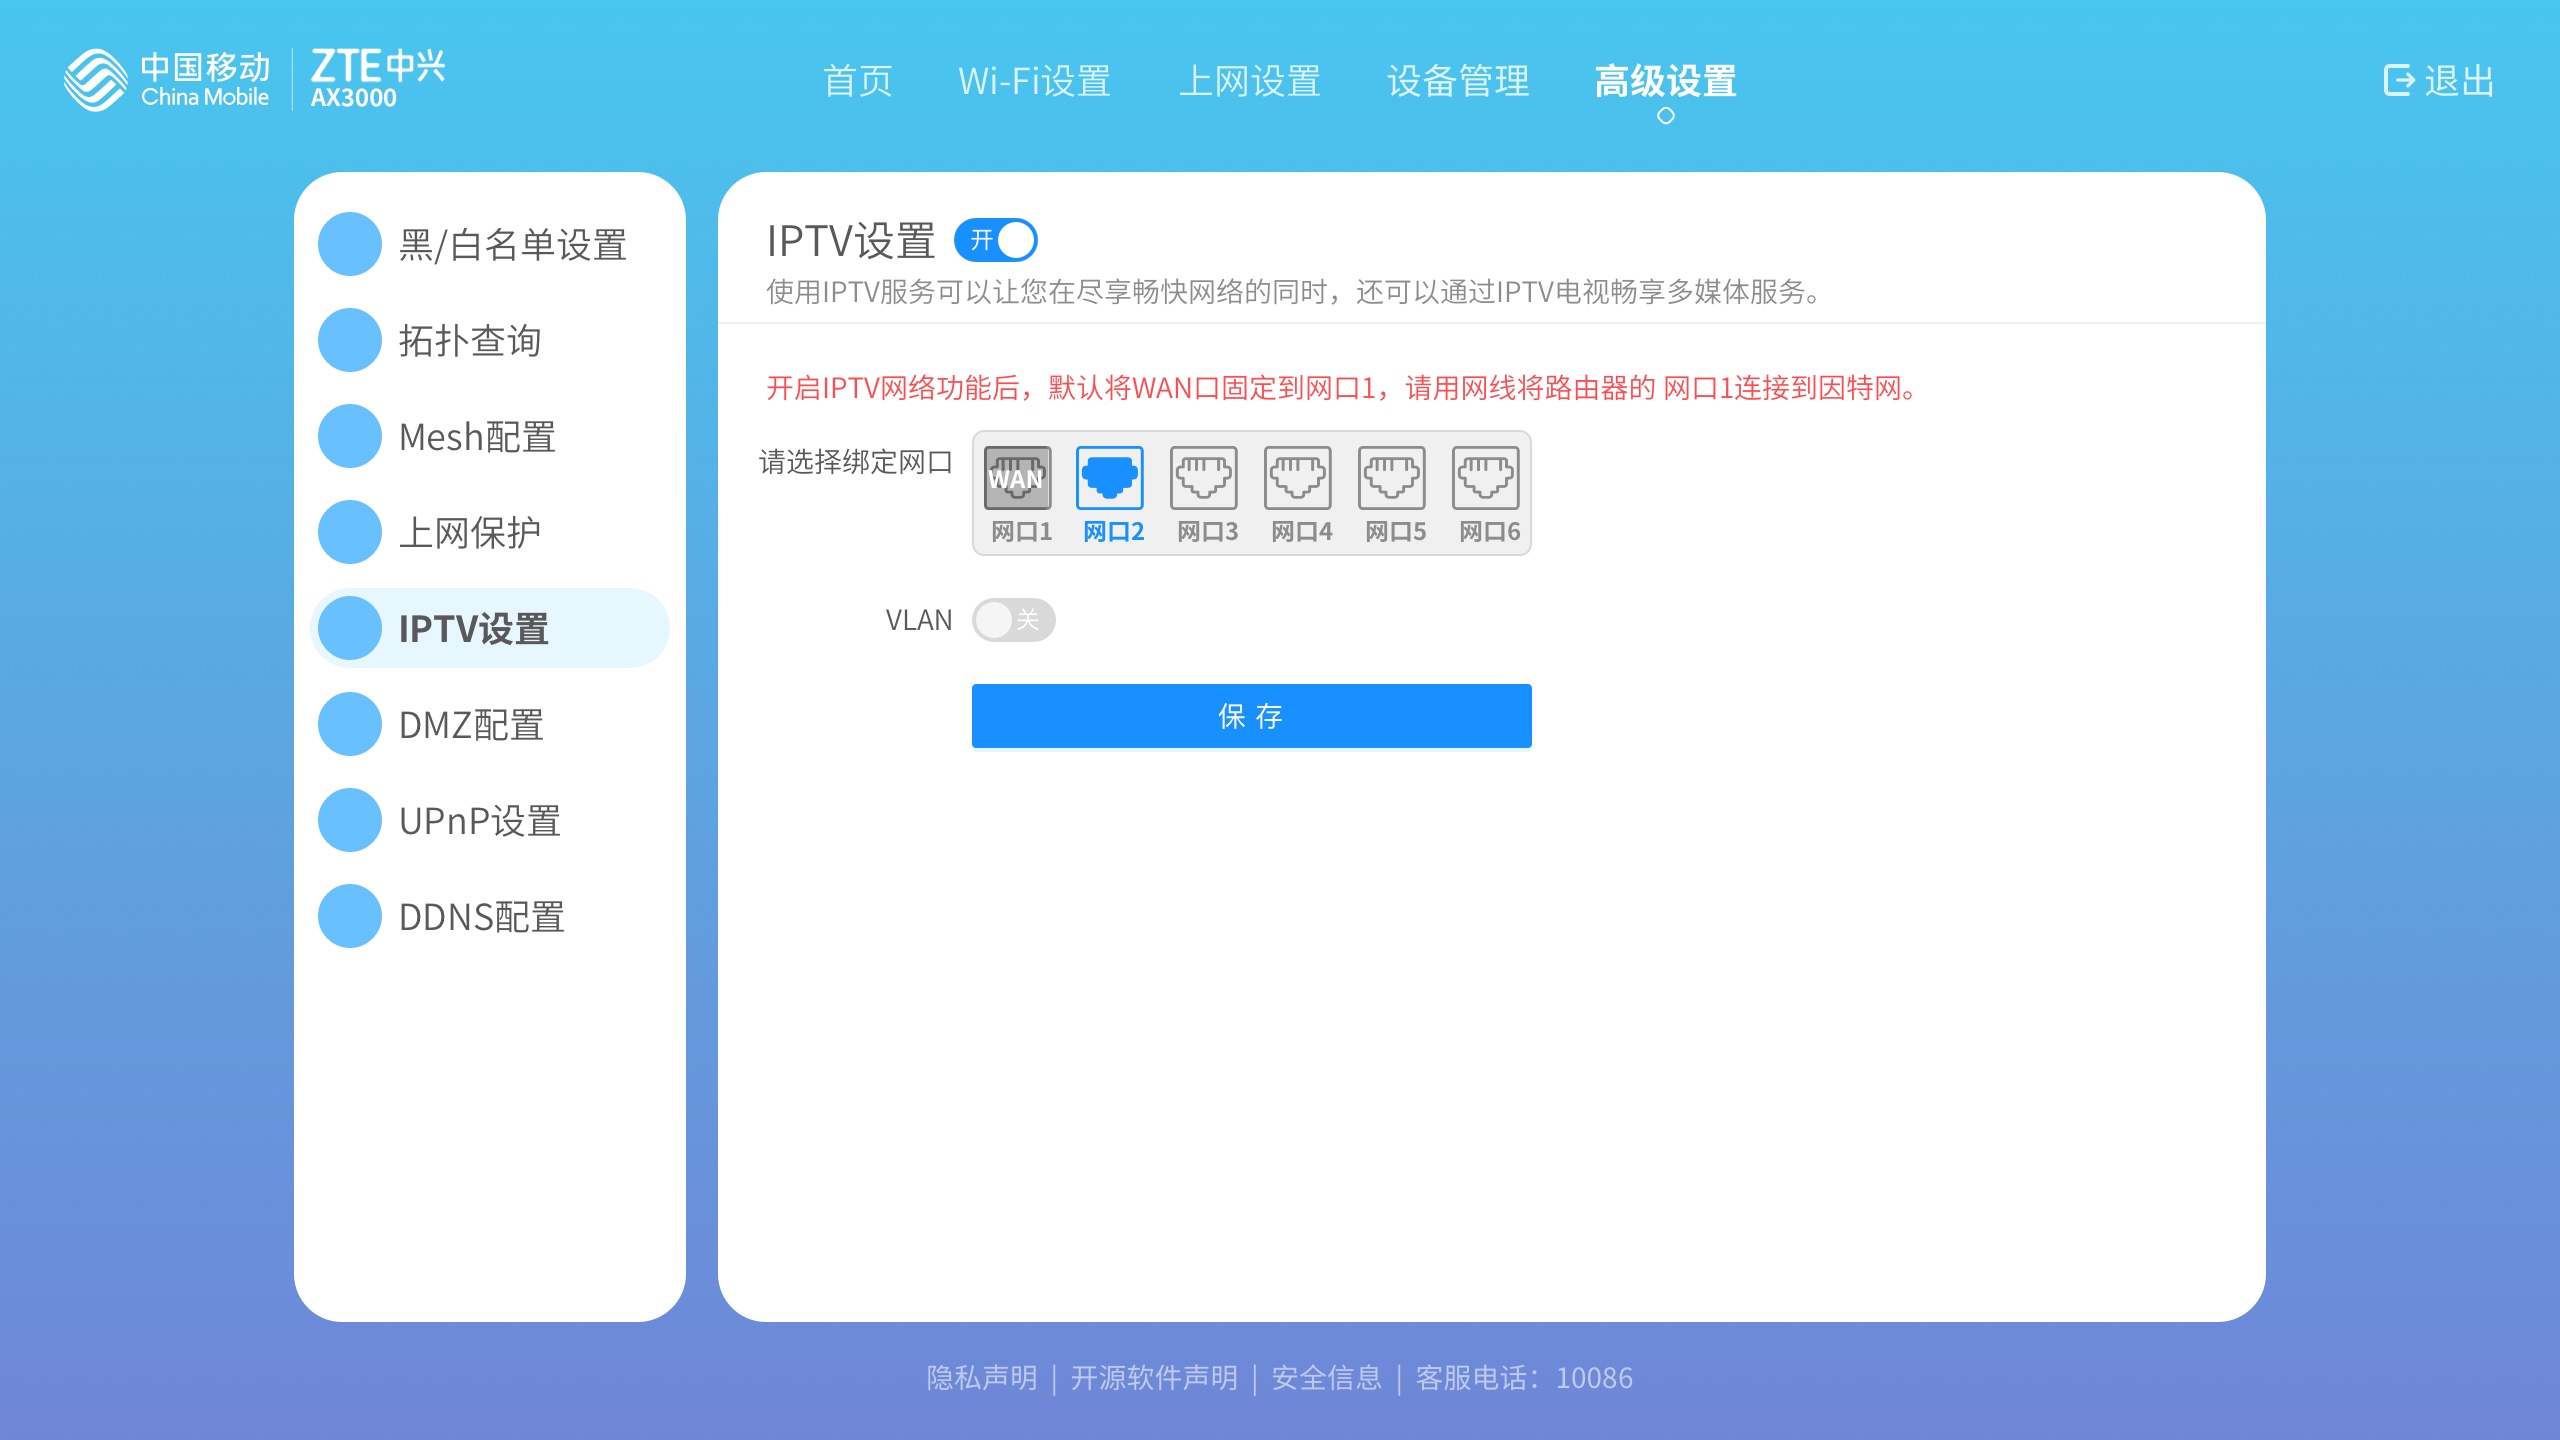 中国移动
China Mobile
ZTE中兴
AX3000
首页 Wi-Fi设置 上网设置 设备管理 高级设置
退出
黑/白名单设置
拓扑查询
Mesh配置
上网保护
IPTV设置
DMZ配置
UPnP设置
DDNS配置
IPTV设置 开
使用IPTV服务可以让您在尽享畅快网络的同时，还可以通过IPTV电视畅享多媒体服务。
开启IPTV网络功能后，默认将WAN口固定到网口1，请用网线将路由器的 网口1连接到因特网。
请选择绑定网口
WAN
网口1 网口2 网口3 网口4 网口5 网口6
VLAN 关
保 存
隐私声明 | 开源软件声明 | 安全信息 | 客服电话：10086